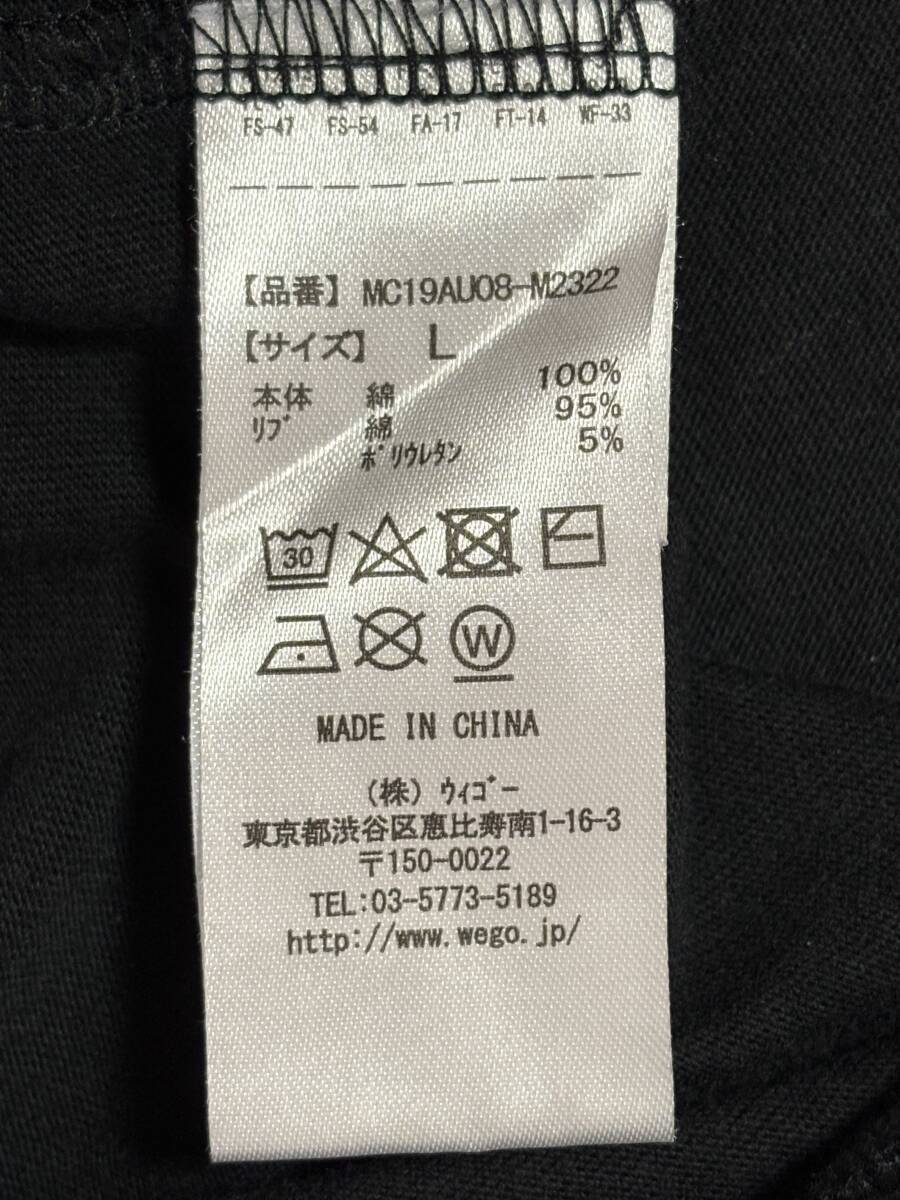 FS-47 FS-54 FA-17 FT-14 WF-33
【品番】 MC19AU08-M2322
【サイズ】 L
本体 綿 100%
リブ 綿 95%
ポリウレタン 5%
30
W
MADE IN CHINA
（株）ウィゴー
東京都渋谷区恵比寿南1-16-3
〒150-0022
TEL:03-5773-5189
http://www.wego.jp/